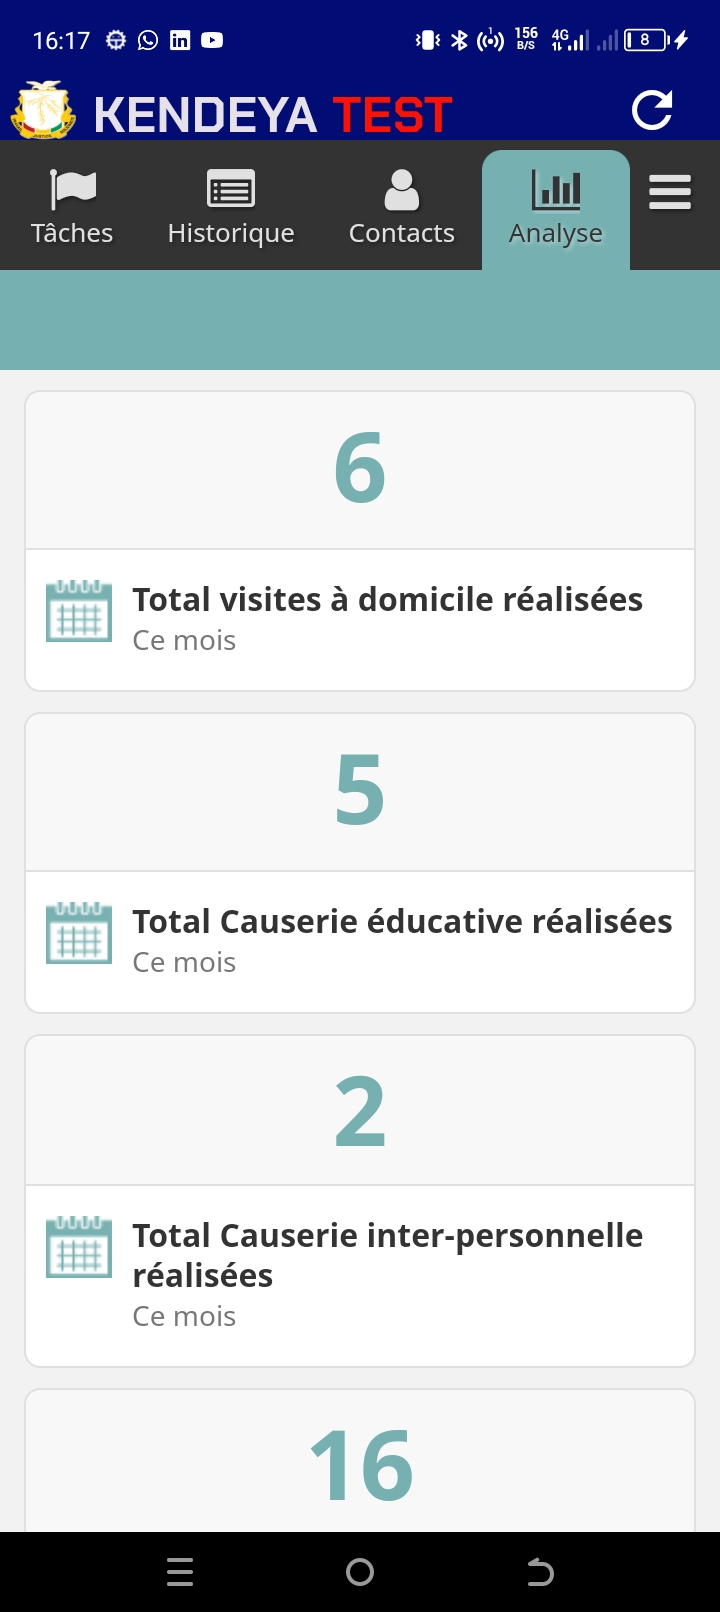 16:17 156 B/S 4G 8
KENDEYA TEST
Tâches Historique Contacts Analyse
6
Total visites à domicile réalisées
Ce mois
5
Total Causerie éducative réalisées
Ce mois
2
Total Causerie inter-personnelle
réalisées
Ce mois
16